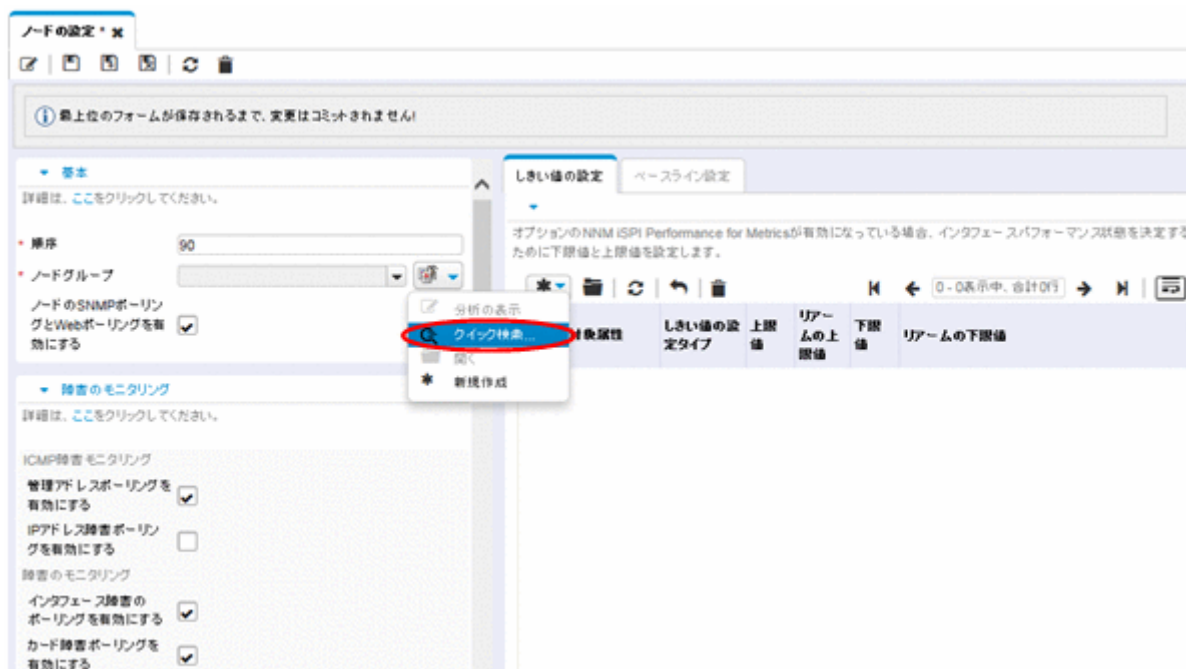 ノードの設定 *
最上位のフォームが保存されるまで、変更はコミットされません!
基本
詳細は、ここをクリックしてください。
* 順序
90
* ノードグループ
ノードのSNMPポーリン
グとWebポーリングを有
効にする
分析の表示
クイック検索...
開く
新規作成
障害のモニタリング
詳細は、ここをクリックしてください。
ICMP障害モニタリング
管理アドレスポーリングを
有効にする
IPアドレス障害ポーリン
グを有効にする
障害のモニタリング
インタフェース障害の
ポーリングを有効にする
カード障害ポーリングを
有効にする
しきい値の設定
ベースライン設定
オプションのNNM iSPI Performance for Metricsが有効になっている場合、インタフェースパフォーマンス状態を決定する
ために下限値と上限値を設定します。
0 - 0表示中、合計0行
対象属性
しきい値の設
定タイプ
上限
値
リアー
ムの上
限値
下限
値
リアームの下限値